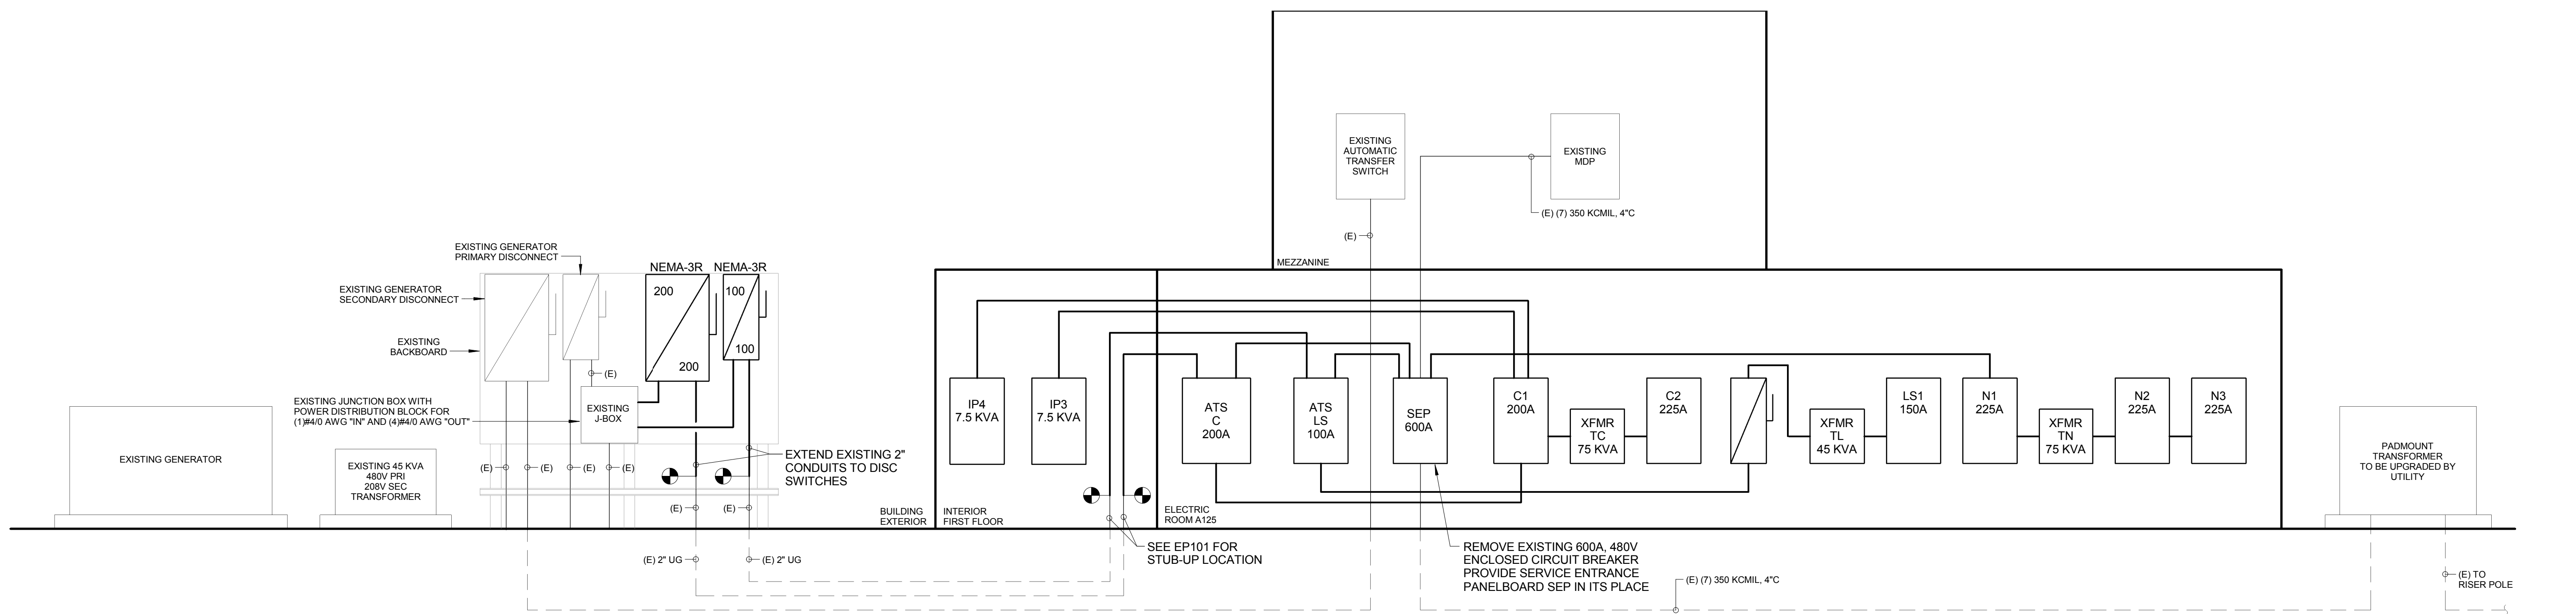 EXISTING
AUTOMATIC
TRANSFER
SWITCH
EXISTING
MDP
(E) (7) 350 KCMIL, 4"C
(E)
MEZZANINE
EXISTING GENERATOR
PRIMARY DISCONNECT
EXISTING GENERATOR
SECONDARY DISCONNECT
EXISTING
BACKBOARD
EXISTING JUNCTION BOX WITH
POWER DISTRIBUTION BLOCK FOR
(1)#4/0 AWG "IN" AND (4)#4/0 AWG "OUT"
NEMA-3R
NEMA-3R
200
200
100
100
(E)
EXISTING
J-BOX
EXISTING GENERATOR
EXISTING 45 KVA
480V PRI
208V SEC
TRANSFORMER
(E)
(E)
(E)
(E)
EXTEND EXISTING 2"
CONDUITS TO DISC
SWITCHES
(E)
(E)
(E) 2" UG
(E) 2" UG
BUILDING
EXTERIOR
INTERIOR
FIRST FLOOR
ELECTRIC
ROOM A125
IP4
7.5 KVA
IP3
7.5 KVA
ATS
C
200A
ATS
LS
100A
SEP
600A
C1
200A
XFMR
TC
75 KVA
C2
225A
XFMR
TL
45 KVA
LS1
150A
N1
225A
XFMR
TN
75 KVA
N2
225A
N3
225A
PADMOUNT
TRANSFORMER
TO BE UPGRADED BY
UTILITY
SEE EP101 FOR
STUB-UP LOCATION
REMOVE EXISTING 600A, 480V
ENCLOSED CIRCUIT BREAKER
PROVIDE SERVICE ENTRANCE
PANELBOARD SEP IN ITS PLACE
(E) (7) 350 KCMIL, 4"C
(E) TO
RISER POLE